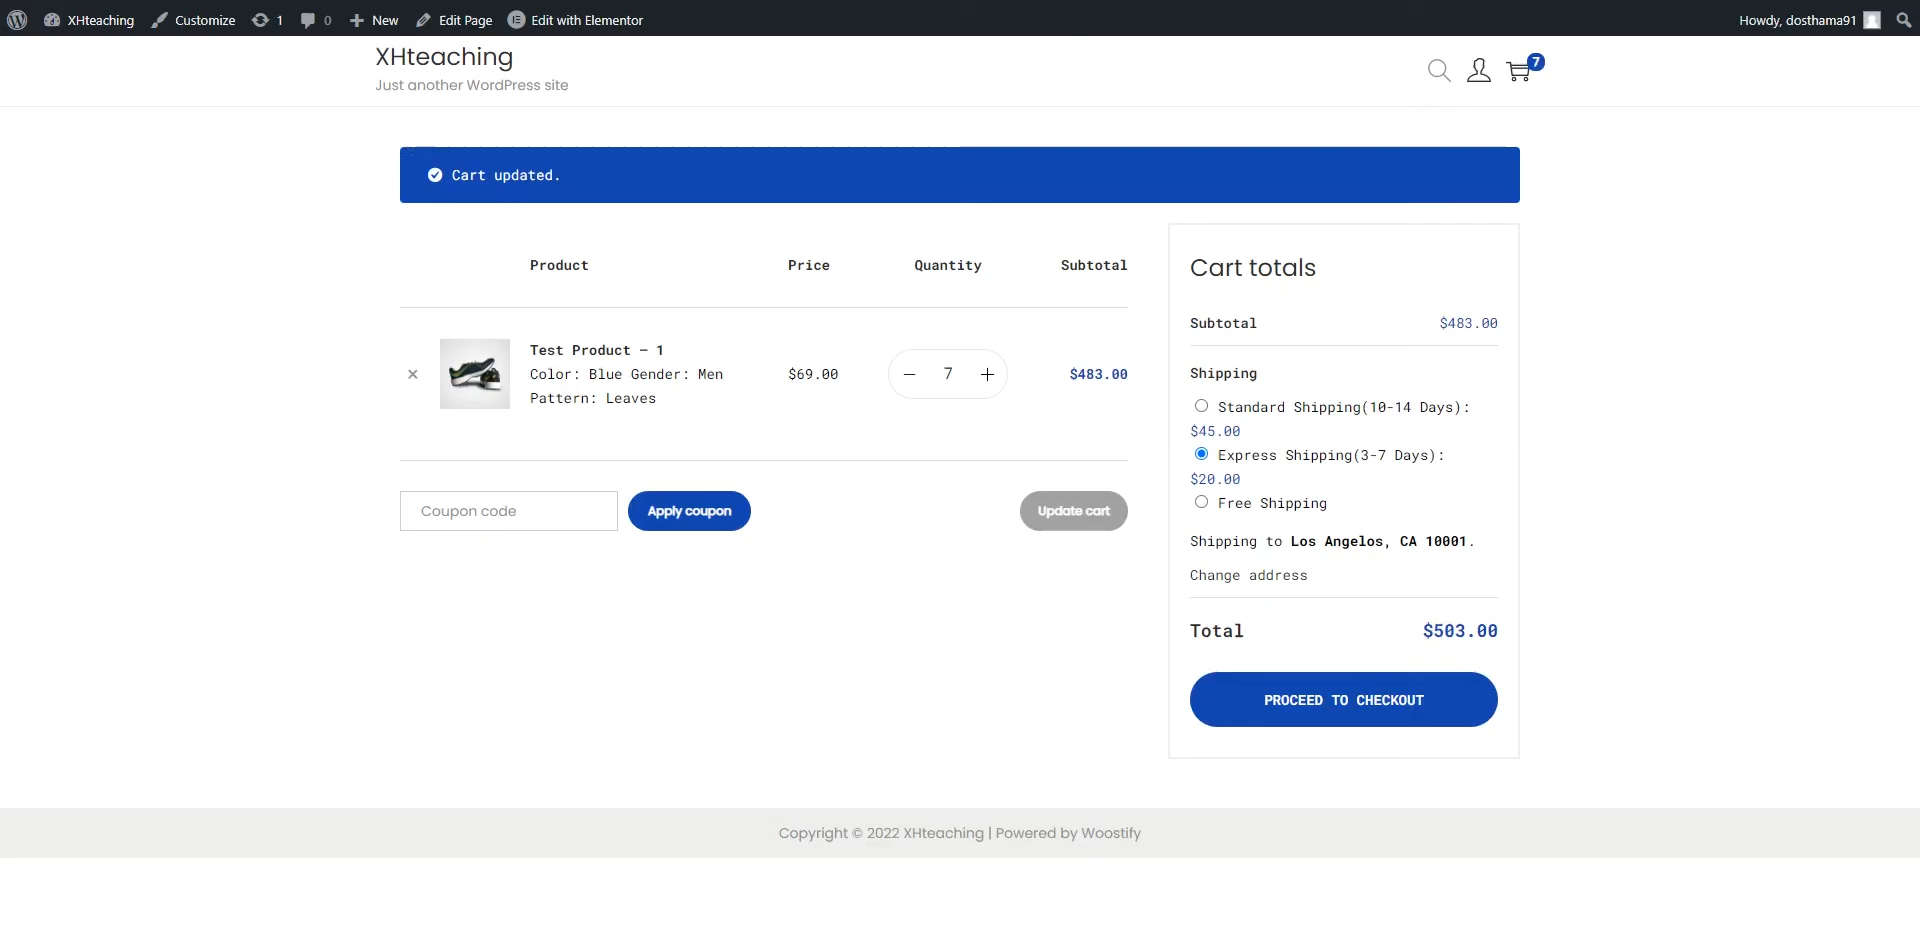 XHteaching Customize 1 0 New Edit Page Edit with Elementor Howdy, dosthama91
XHteaching
Just another WordPress site
7
Cart updated.
Product Price Quantity Subtotal
Test Product – 1
Color: Blue Gender: Men
Pattern: Leaves
× $69.00 − 7 + $483.00
Coupon code Apply coupon Update cart
Cart totals
Subtotal $483.00
Shipping
Standard Shipping(10-14 Days):
$45.00
Express Shipping(3-7 Days):
$20.00
Free Shipping
Shipping to Los Angelos, CA 10001.
Change address
Total $503.00
PROCEED TO CHECKOUT
Copyright © 2022 XHteaching | Powered by Woostify